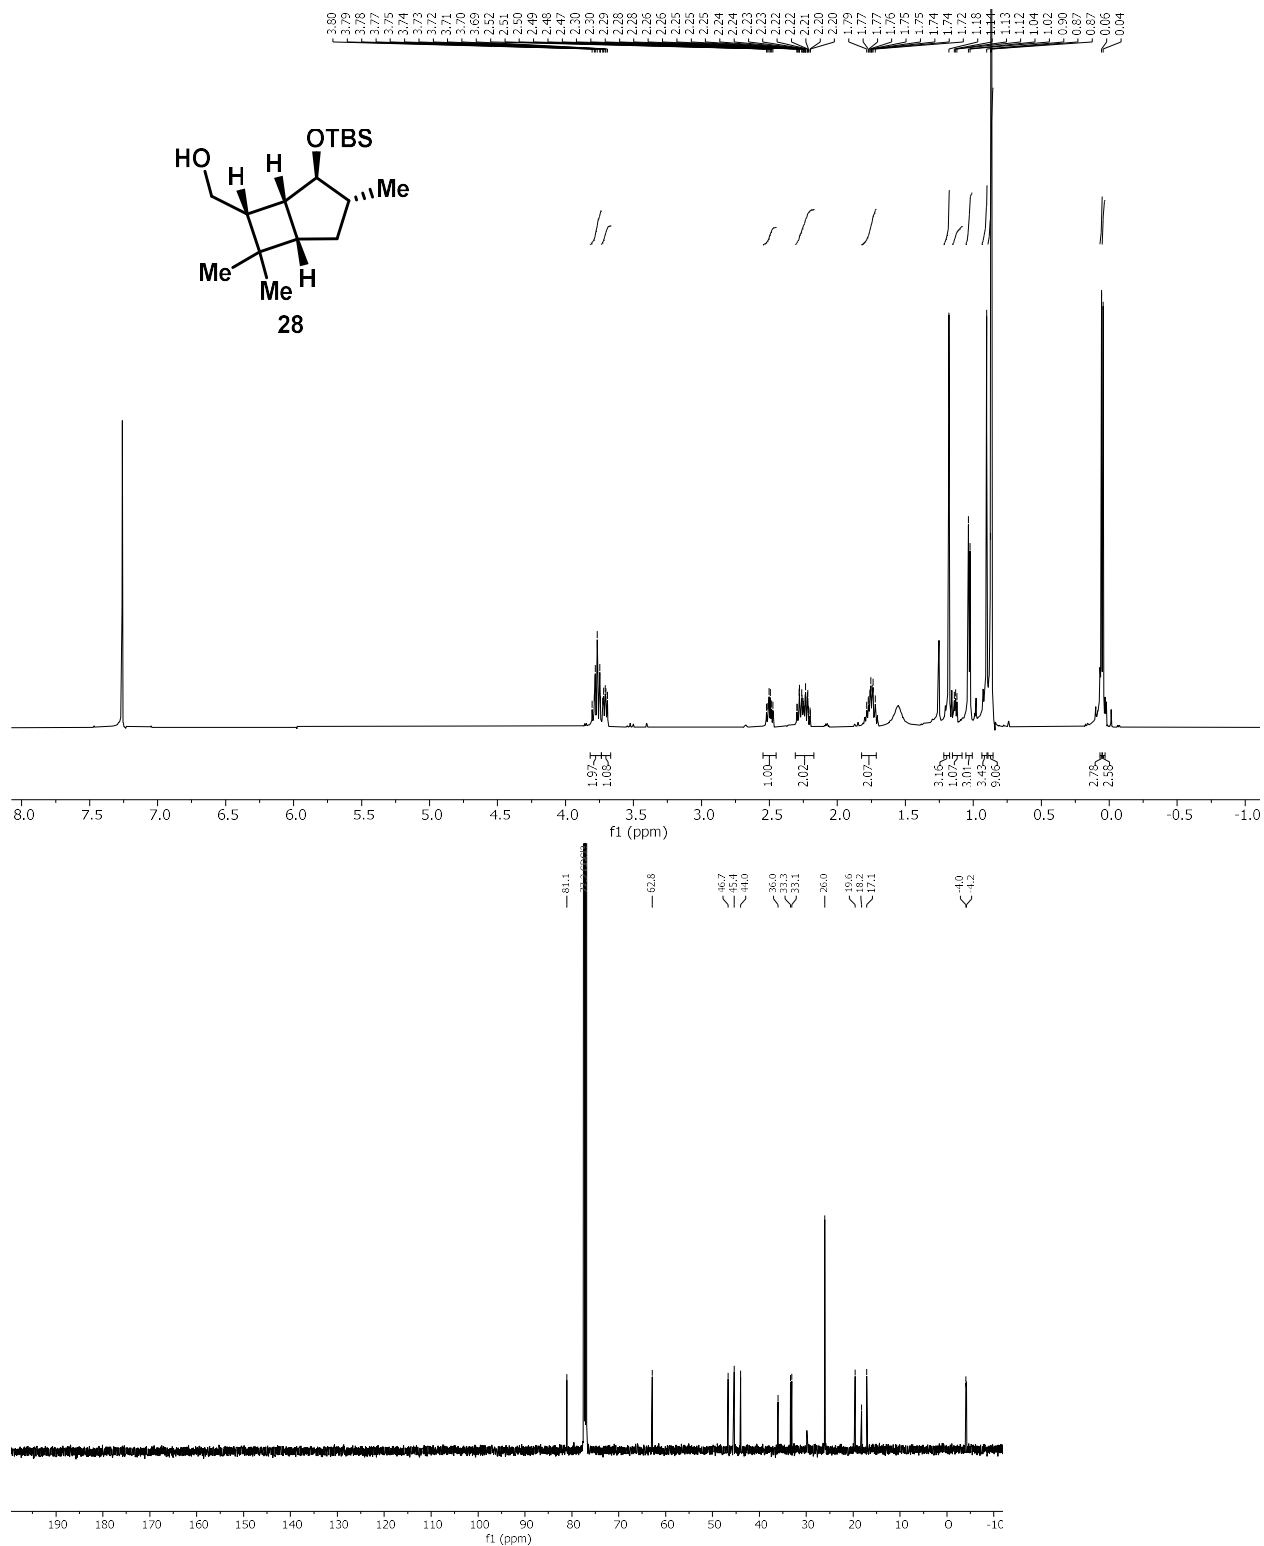 3.80 3.79 3.78 3.77 3.75 3.74 3.73 3.72 3.71 3.70 3.69 2.52 2.51 2.50 2.49 2.48 2.47 2.30 2.30 2.29 2.28 2.28 2.26 2.26 2.25 2.25 2.25 2.24 2.24 2.23 2.23 2.22 2.22 2.21 2.20 2.20 1.79 1.77 1.77 1.76 1.75 1.75 1.74 1.74 1.72 1.18 1.14 1.13 1.12 1.04 1.02 0.90 0.87 0.87 0.06 0.04
OTBS
HO
H
H
Me
Me
H
Me
28
1.97 1.08 1.00 2.02 2.07 3.16 1.07 3.01 3.43 9.06 2.78 2.58
8.0 7.5 7.0 6.5 6.0 5.5 5.0 4.5 4.0 3.5 3.0 2.5 2.0 1.5 1.0 0.5 0.0 -0.5 -1.0
f1 (ppm)
81.1 62.8 46.7 45.4 44.0 36.0 33.3 33.1 26.0 19.6 18.2 17.1 -4.0 -4.2
190 180 170 160 150 140 130 120 110 100 90 80 70 60 50 40 30 20 10 0 -10
f1 (ppm)